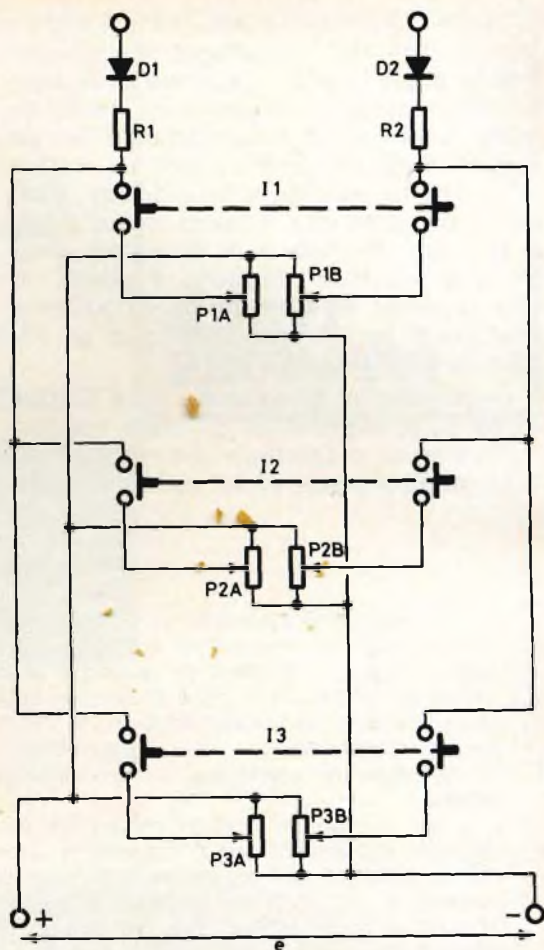 D1 D2
R1 R2
I1
P1B
P1A
I2
P2B
P2A
I3
P3B
P3A
+ -
e